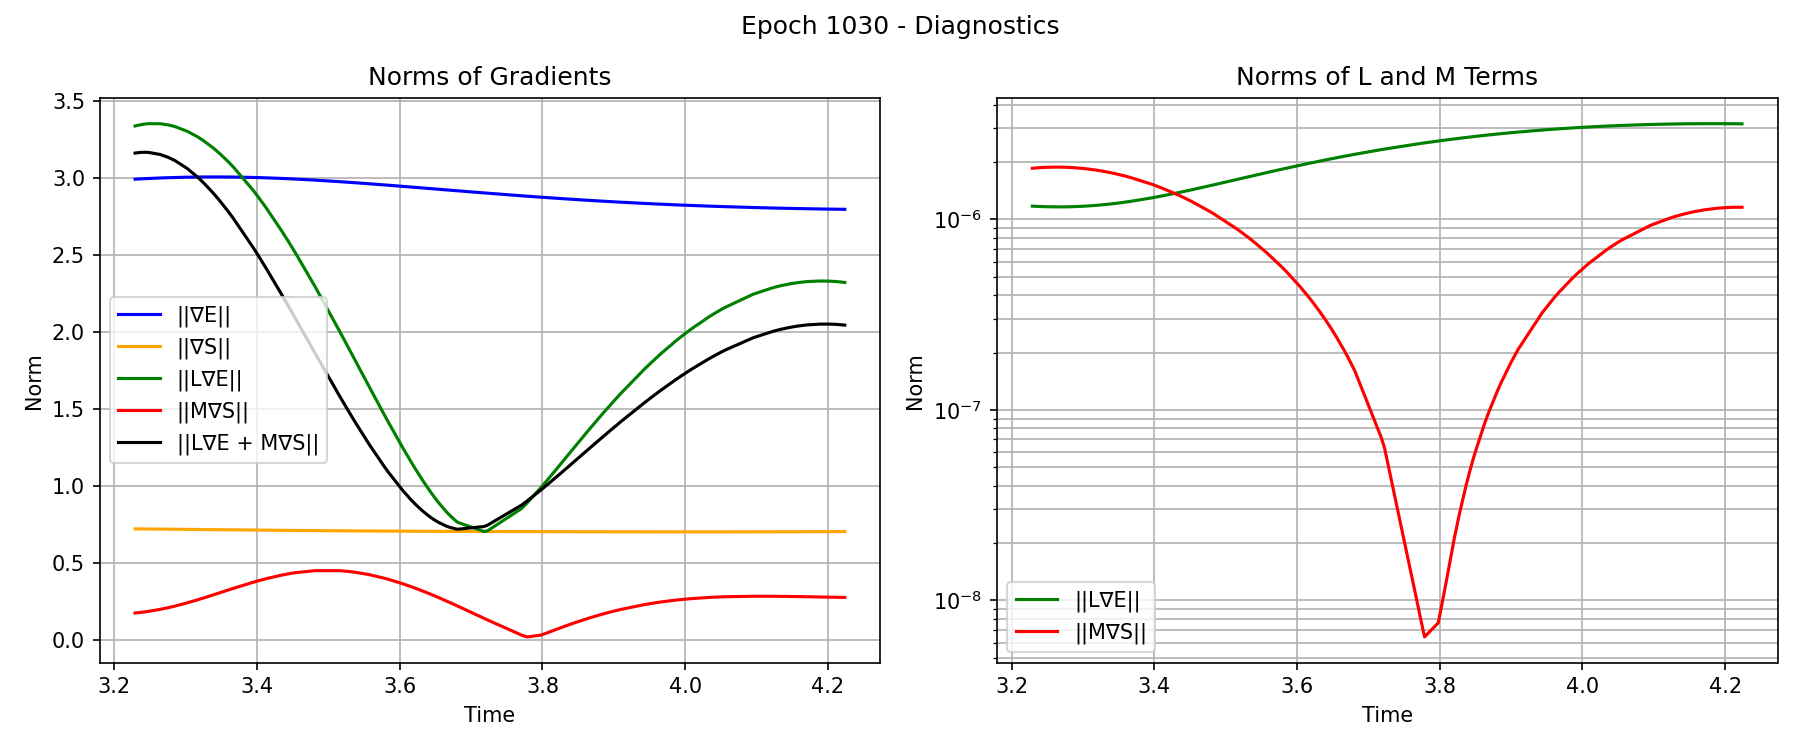 Epoch 1030 - Diagnostics
Norms of Gradients
3.5
3.0
2.5
2.0
1.5
1.0
0.5
0.0
Norm
||∇E||
||∇S||
||L∇E||
||M∇S||
||L∇E + M∇S||
3.2 3.4 3.6 3.8 4.0 4.2
Time
Norms of L and M Terms
10⁻⁶
10⁻⁷
10⁻⁸
Norm
||L∇E||
||M∇S||
3.2 3.4 3.6 3.8 4.0 4.2
Time